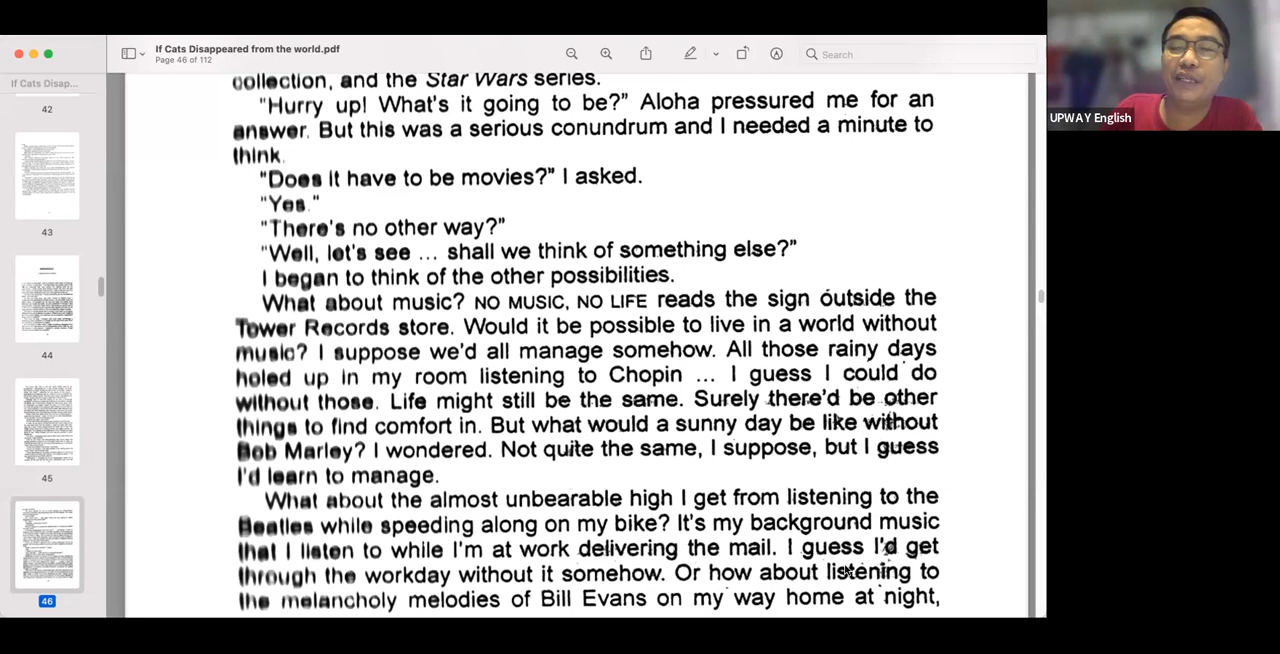 If Cats Disappeared from the world.pdf
Page 46 of 112
Search
UPWAY English
If Cats Disap...
42
43
44
45
46
collection, and the Star Wars series.
"Hurry up! What's it going to be?" Aloha pressured me for an
answer. But this was a serious conundrum and I needed a minute to
think.
"Does it have to be movies?" I asked.
"Yes."
"There's no other way?"
"Well, let's see ... shall we think of something else?"
I began to think of the other possibilities.
What about music? NO MUSIC, NO LIFE reads the sign outside the
Tower Records store. Would it be possible to live in a world without
music? I suppose we'd all manage somehow. All those rainy days
holed up in my room listening to Chopin ... I guess I could do
without those. Life might still be the same. Surely there'd be other
things to find comfort in. But what would a sunny day be like without
Bob Marley? I wondered. Not quite the same, I suppose, but I guess
I'd learn to manage.
What about the almost unbearable high I get from listening to the
Beatles while speeding along on my bike? It's my background music
that I listen to while I'm at work delivering the mail. I guess I'd get
through the workday without it somehow. Or how about listening to
the melancholy melodies of Bill Evans on my way home at night,